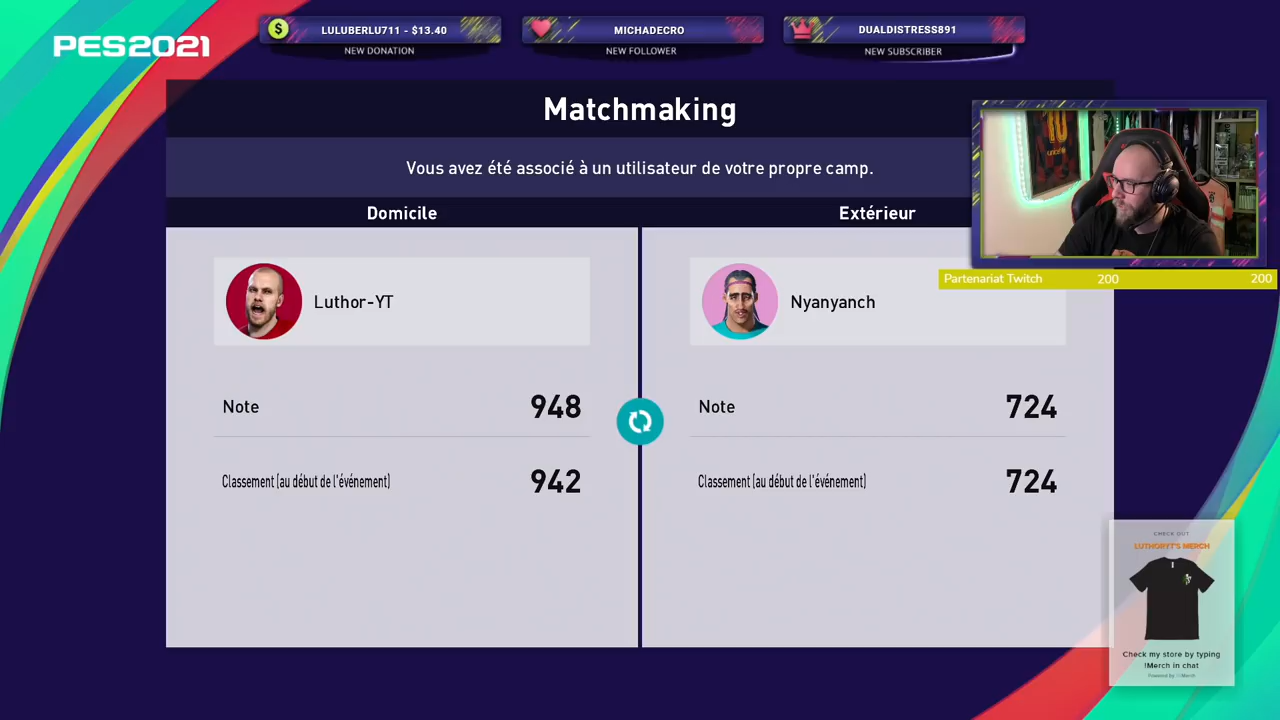 PES2021
LULUBERLU711 - $13.40
NEW DONATION
MICHADECRO
NEW FOLLOWER
DUALDISTRESS891
NEW SUBSCRIBER
Matchmaking
Vous avez été associé à un utilisateur de votre propre camp.
Domicile
Extérieur
Partenariat Twitch 200 200
Luthor-YT
Nyanyanch
Note 948
Note 724
Classement (au début de l'événement) 942
Classement (au début de l'événement) 724
CHECK OUT
LUTHORYT'S MERCH
Check my store by typing
!Merch in chat
Powered by Merch